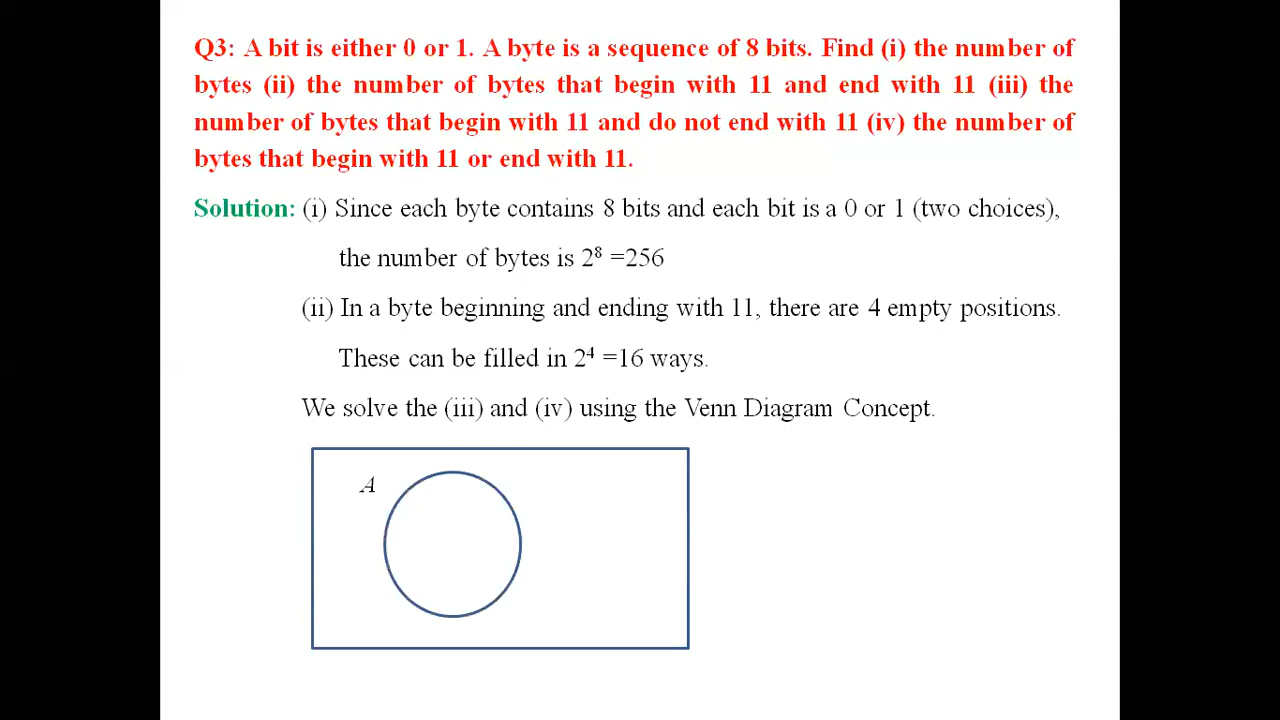 Q3: A bit is either 0 or 1. A byte is a sequence of 8 bits. Find (i) the number of
bytes (ii) the number of bytes that begin with 11 and end with 11 (iii) the
number of bytes that begin with 11 and do not end with 11 (iv) the number of
bytes that begin with 11 or end with 11.
Solution: (i) Since each byte contains 8 bits and each bit is a 0 or 1 (two choices),
the number of bytes is 2⁸ =256
(ii) In a byte beginning and ending with 11, there are 4 empty positions.
These can be filled in 2⁴ =16 ways.
We solve the (iii) and (iv) using the Venn Diagram Concept.
A